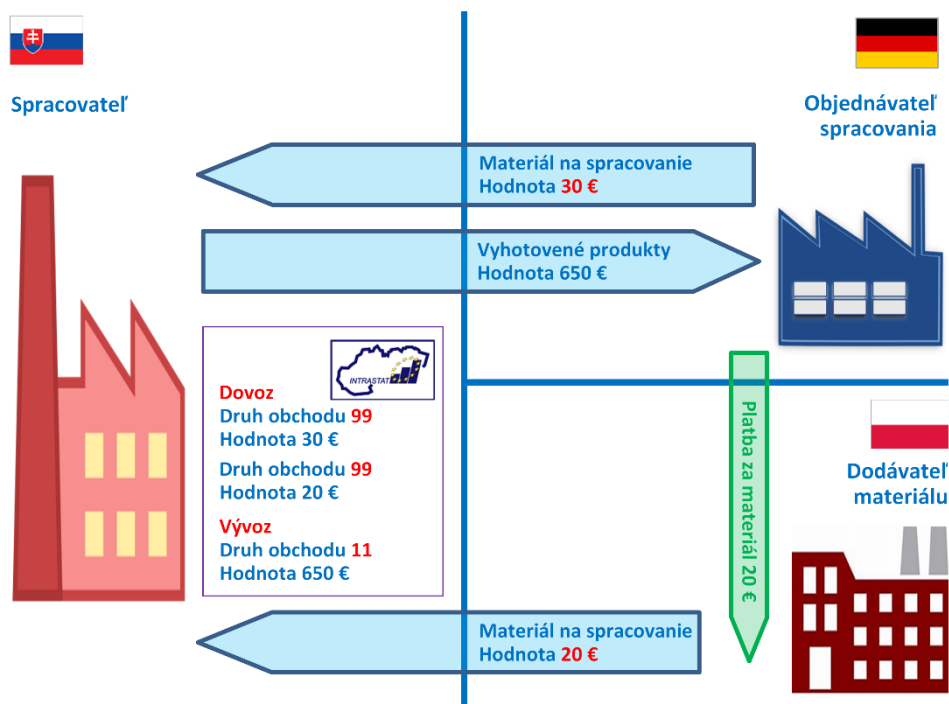 Spracovateľ
Objednávateľ
spracovania
Materiál na spracovanie
Hodnota 30 €
Vyhotovené produkty
Hodnota 650 €
INTRASTAT
Dovoz
Druh obchodu 99
Hodnota 30 €
Druh obchodu 99
Hodnota 20 €
Vývoz
Druh obchodu 11
Hodnota 650 €
Platba za materiál 20 €
Dodávateľ
materiálu
Materiál na spracovanie
Hodnota 20 €